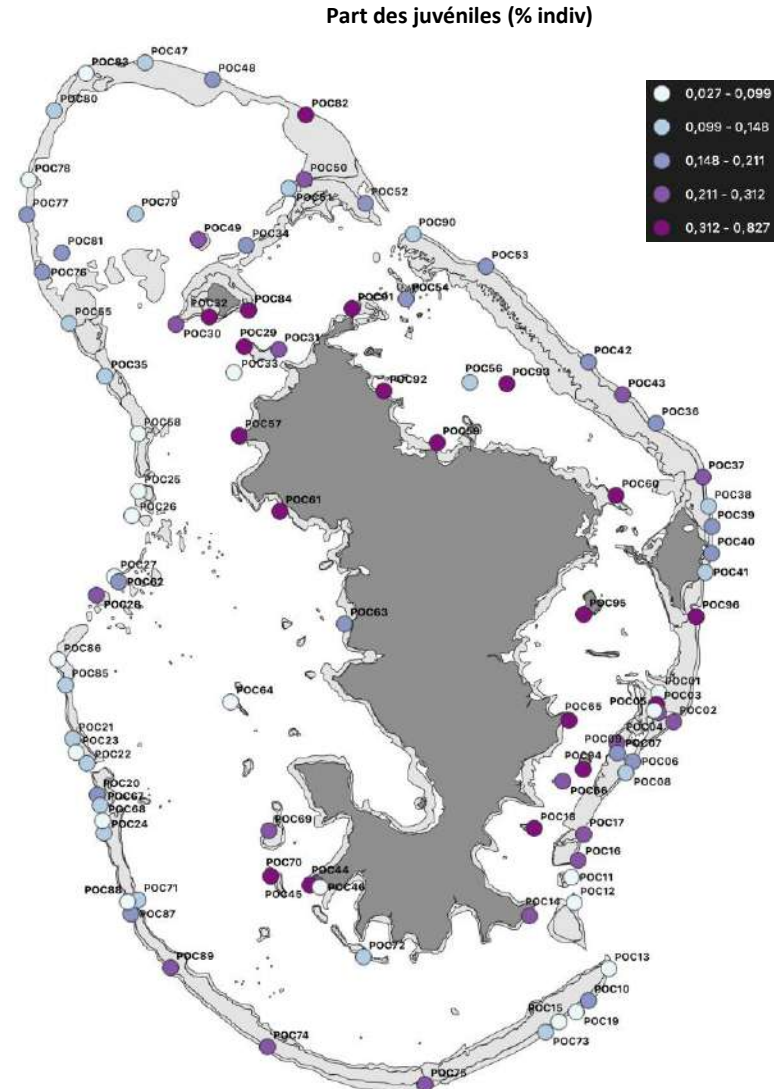 Part des juvéniles (% indiv)
0,027 - 0,099
0,099 - 0,148
0,148 - 0,211
0,211 - 0,312
0,312 - 0,827
POC83
POC47
POC48
POC80
POC82
POC78
POC50
POC51
POC52
POC77
POC79
POC49
POC34
POC90
POC81
POC76
POC53
POC54
POC55
POC32
POC84
POC30
POC91
POC29
POC31
POC33
POC35
POC92
POC56
POC93
POC42
POC43
POC36
POC58
POC57
POC59
POC37
POC25
POC26
POC61
POC60
POC38
POC39
POC40
POC41
POC27
POC62
POC28
POC63
POC95
POC96
POC86
POC85
POC64
POC01
POC05
POC03
POC02
POC04
POC65
POC21
POC23
POC22
POC09
POC07
POC94
POC06
POC66
POC08
POC20
POC67
POC68
POC24
POC69
POC18
POC17
POC16
POC70
POC44
POC45
POC46
POC11
POC12
POC88
POC71
POC87
POC14
POC72
POC89
POC13
POC10
POC15
POC19
POC73
POC74
POC75